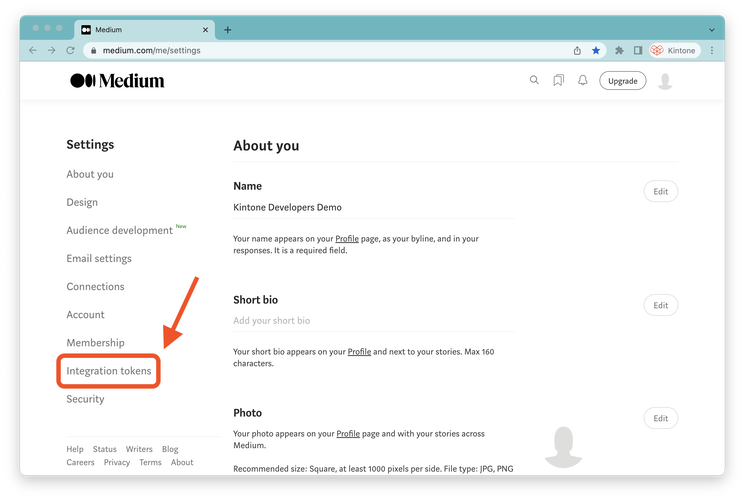 Medium
medium.com/me/settings
Kintone
Medium
Upgrade
Settings
About you
Design
Audience development New
Email settings
Connections
Account
Membership
Integration tokens
Security
Help Status Writers Blog
Careers Privacy Terms About
About you
Name
Edit
Kintone Developers Demo
Your name appears on your Profile page, as your byline, and in your
responses. It is a required field.
Short bio
Edit
Add your short bio
Your short bio appears on your Profile and next to your stories. Max 160
characters.
Photo
Edit
Your photo appears on your Profile page and with your stories across
Medium.
Recommended size: Square, at least 1000 pixels per side. File type: JPG, PNG